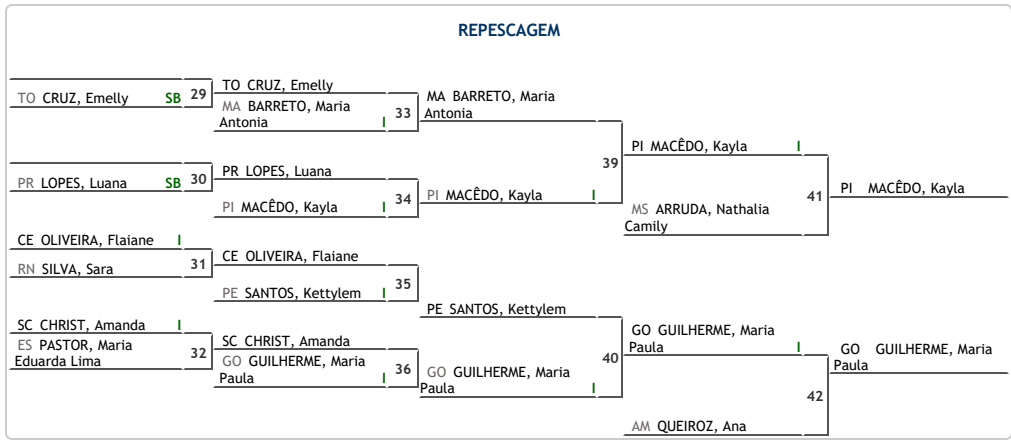 REPESCAGEM
TO CRUZ, Emelly SB 29
TO CRUZ, Emelly
MA BARRETO, Maria
Antonia I
33
MA BARRETO, Maria
Antonia
PR LOPES, Luana SB 30
PR LOPES, Luana
PI MACÊDO, Kayla I
34
PI MACÊDO, Kayla I
39
PI MACÊDO, Kayla I
MS ARRUDA, Nathalia
Camily
41
PI MACÊDO, Kayla
CE OLIVEIRA, Flaiane I
RN SILVA, Sara
31
CE OLIVEIRA, Flaiane
PE SANTOS, Kettylem I
35
PE SANTOS, Kettylem
SC CHRIST, Amanda I
ES PASTOR, Maria
Eduarda Lima
32
SC CHRIST, Amanda
GO GUILHERME, Maria
Paula I
36
GO GUILHERME, Maria
Paula I
40
GO GUILHERME, Maria
Paula I
AM QUEIROZ, Ana
42
GO GUILHERME, Maria
Paula